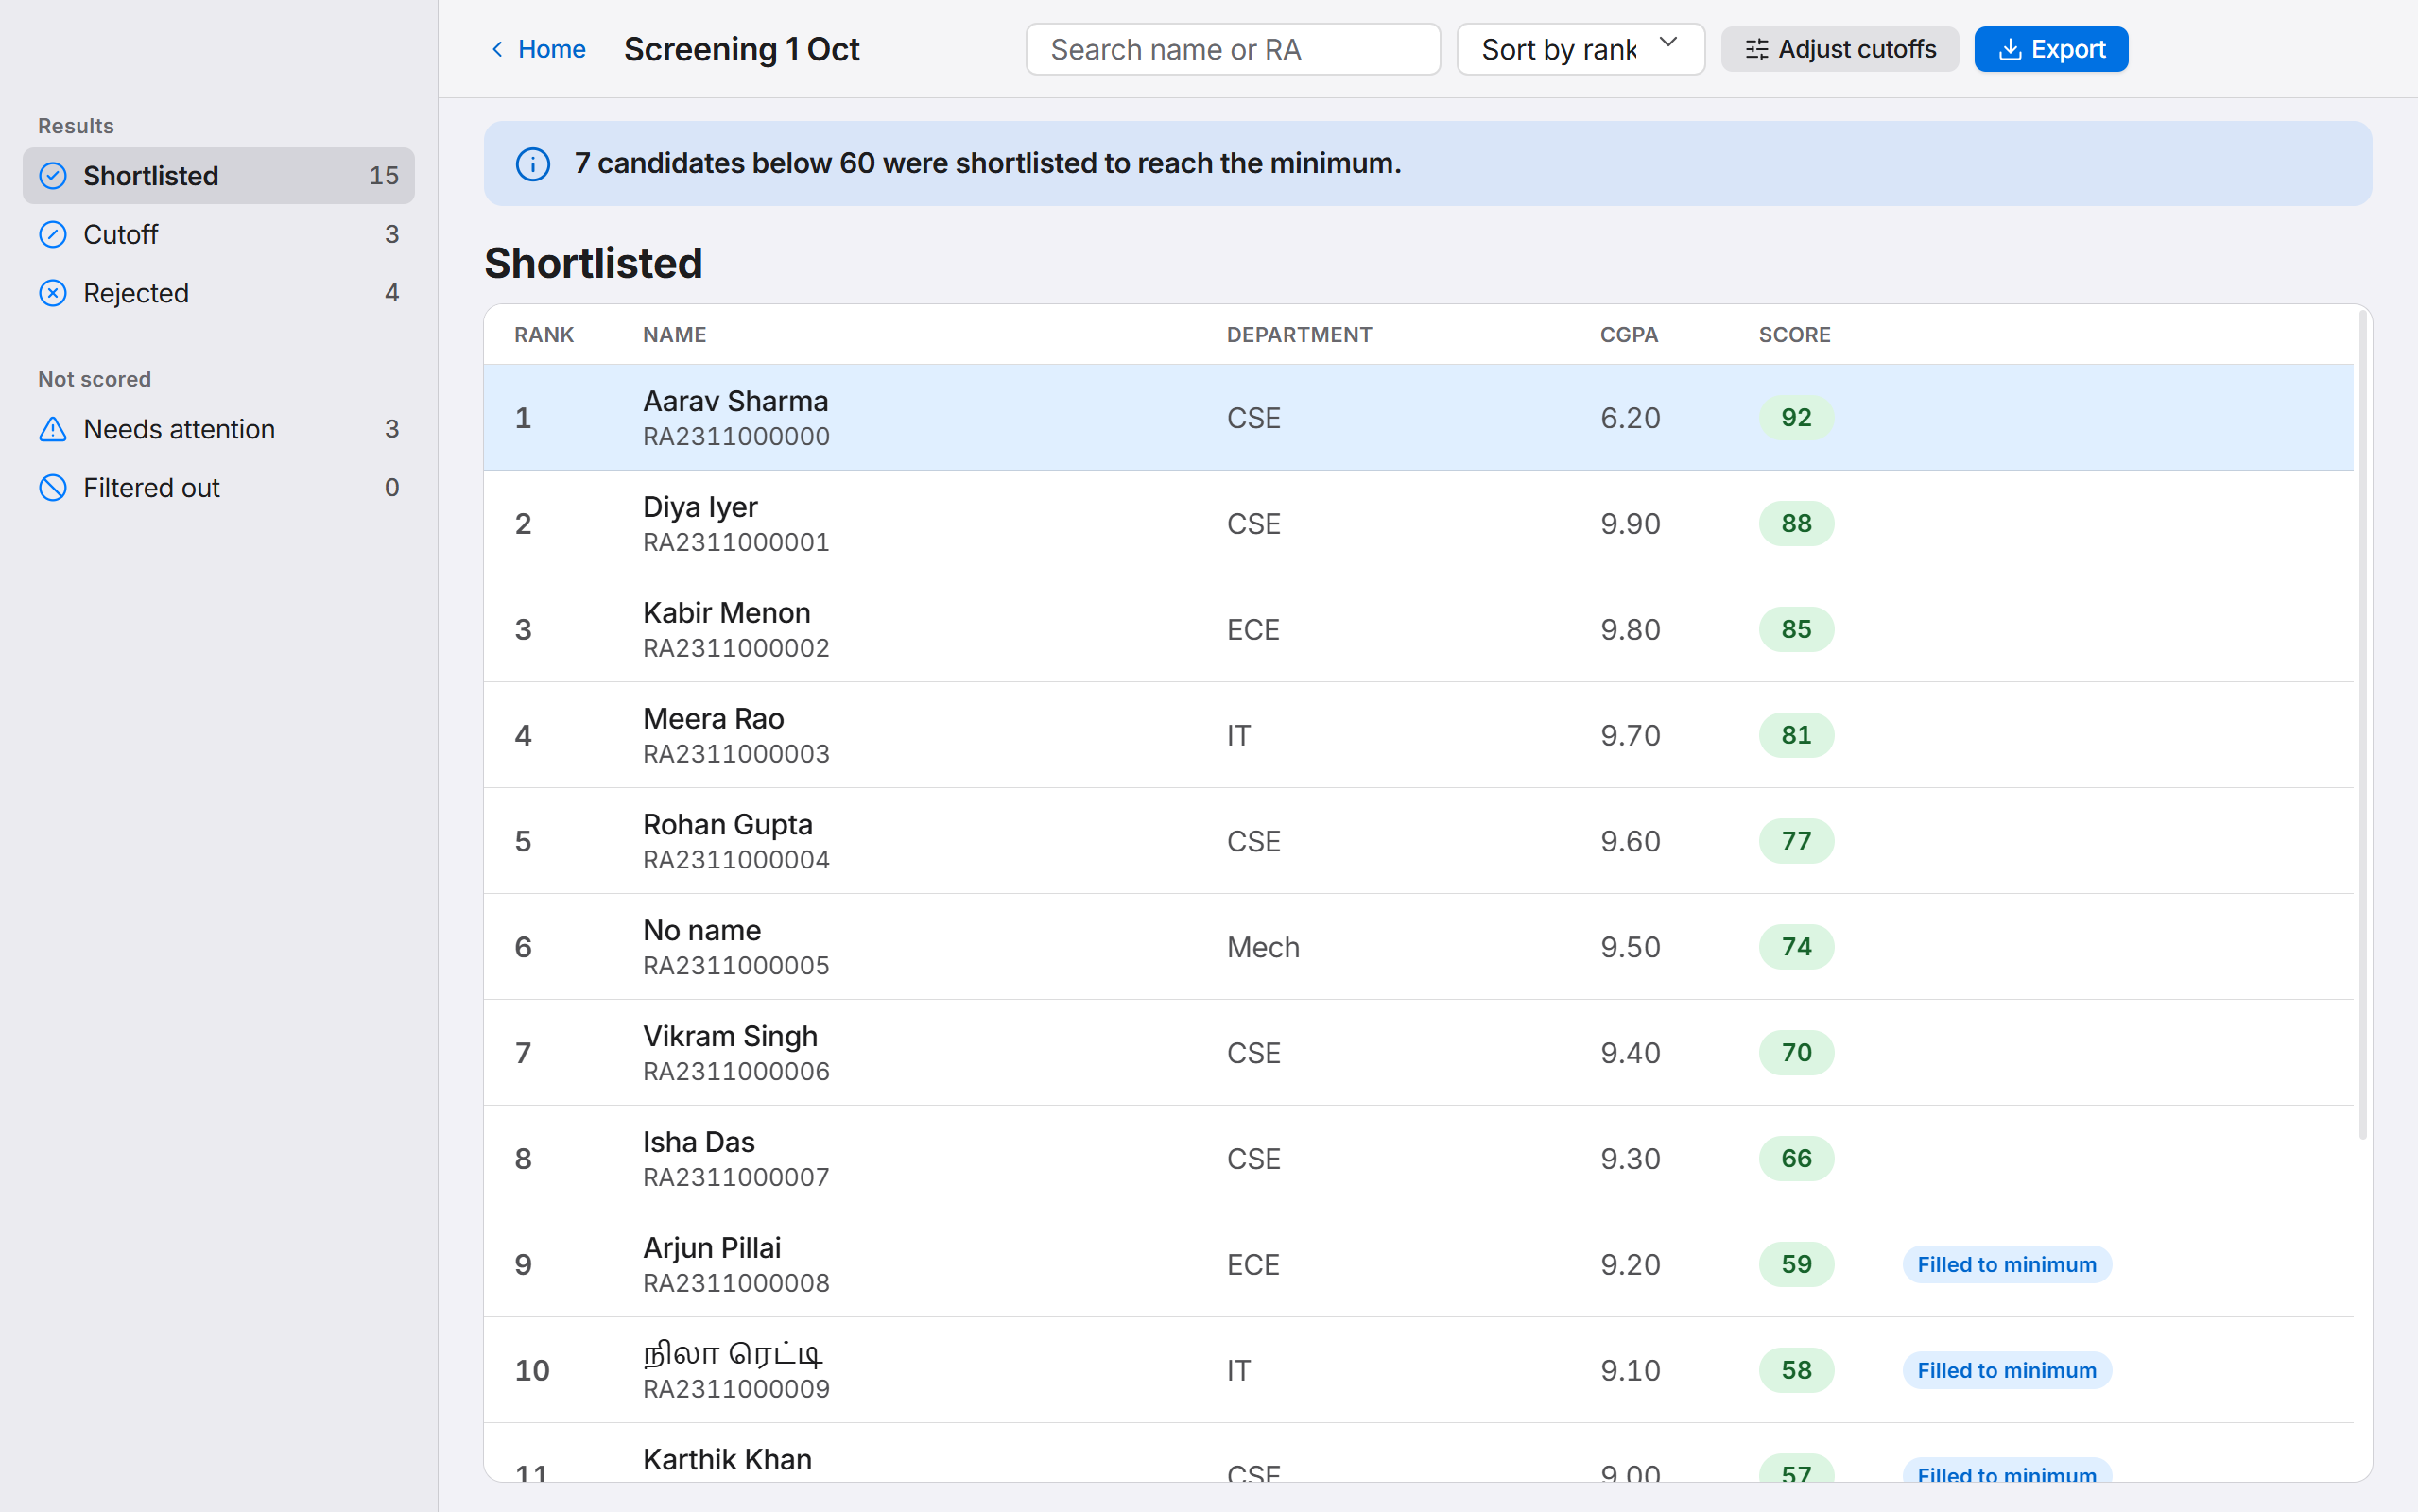 Home
Screening 1 Oct
Search name or RA
Sort by rank
Adjust cutoffs
Export
Results
Shortlisted 15
Cutoff 3
Rejected 4
Not scored
Needs attention 3
Filtered out 0
7 candidates below 60 were shortlisted to reach the minimum.
Shortlisted
RANK NAME DEPARTMENT CGPA SCORE
1 Aarav Sharma CSE 6.20 92
RA2311000000
2 Diya Iyer CSE 9.90 88
RA2311000001
3 Kabir Menon ECE 9.80 85
RA2311000002
4 Meera Rao IT 9.70 81
RA2311000003
5 Rohan Gupta CSE 9.60 77
RA2311000004
6 No name Mech 9.50 74
RA2311000005
7 Vikram Singh CSE 9.40 70
RA2311000006
8 Isha Das CSE 9.30 66
RA2311000007
9 Arjun Pillai ECE 9.20 59 Filled to minimum
RA2311000008
10 நிலா ரெட்டி IT 9.10 58 Filled to minimum
RA2311000009
11 Karthik Khan CSE 9.00 57 Filled to minimum